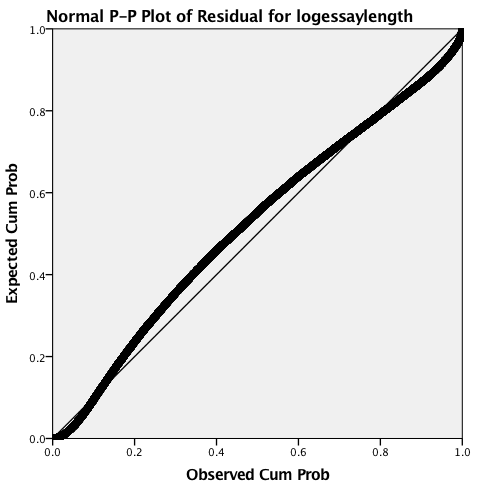 Normal P-P Plot of Residual for logessaylength
1.0
0.8
0.6
0.4
0.2
0.0
Expected Cum Prob
0.0 0.2 0.4 0.6 0.8 1.0
Observed Cum Prob